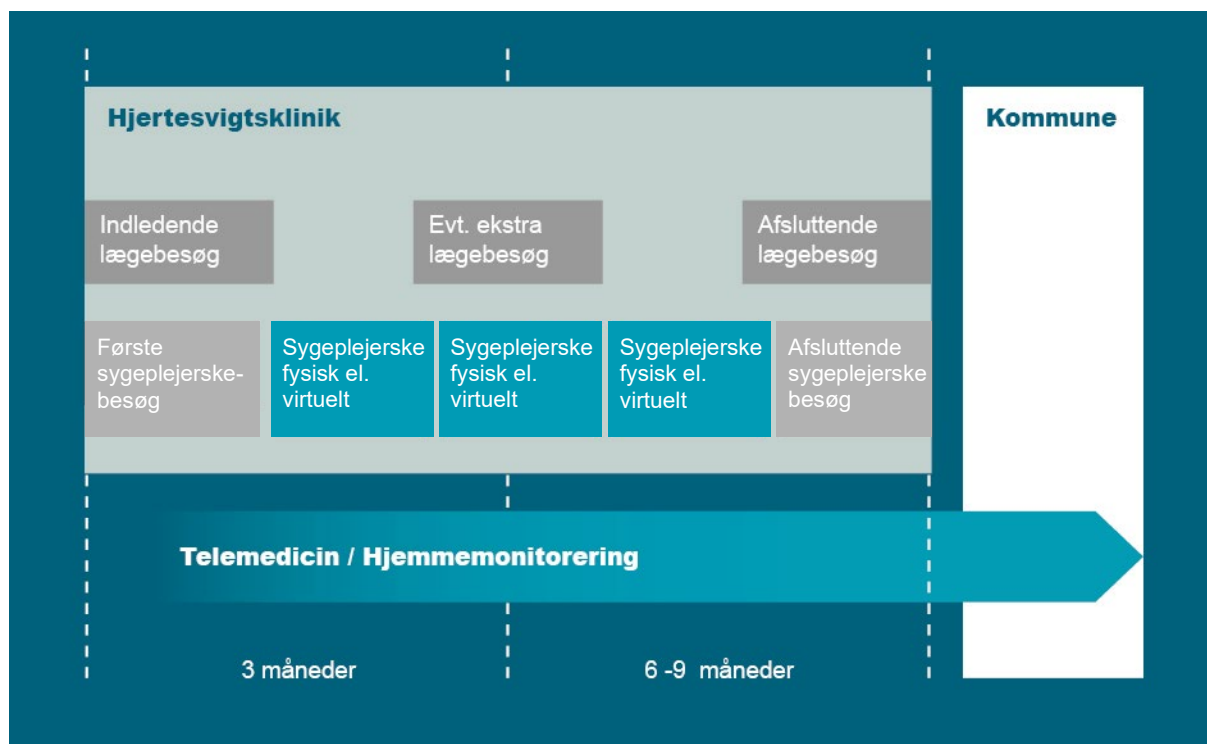 Hjertesvigtsklinik
Kommune
Indledende
lægebesøg
Evt. ekstra
lægebesøg
Afsluttende
lægebesøg
Første
sygeplejerske-
besøg
Sygeplejerske
fysisk el.
virtuelt
Sygeplejerske
fysisk el.
virtuelt
Sygeplejerske
fysisk el.
virtuelt
Afsluttende
sygeplejerske
besøg
Telemedicin / Hjemmemonitorering
3 måneder
6 -9 måneder